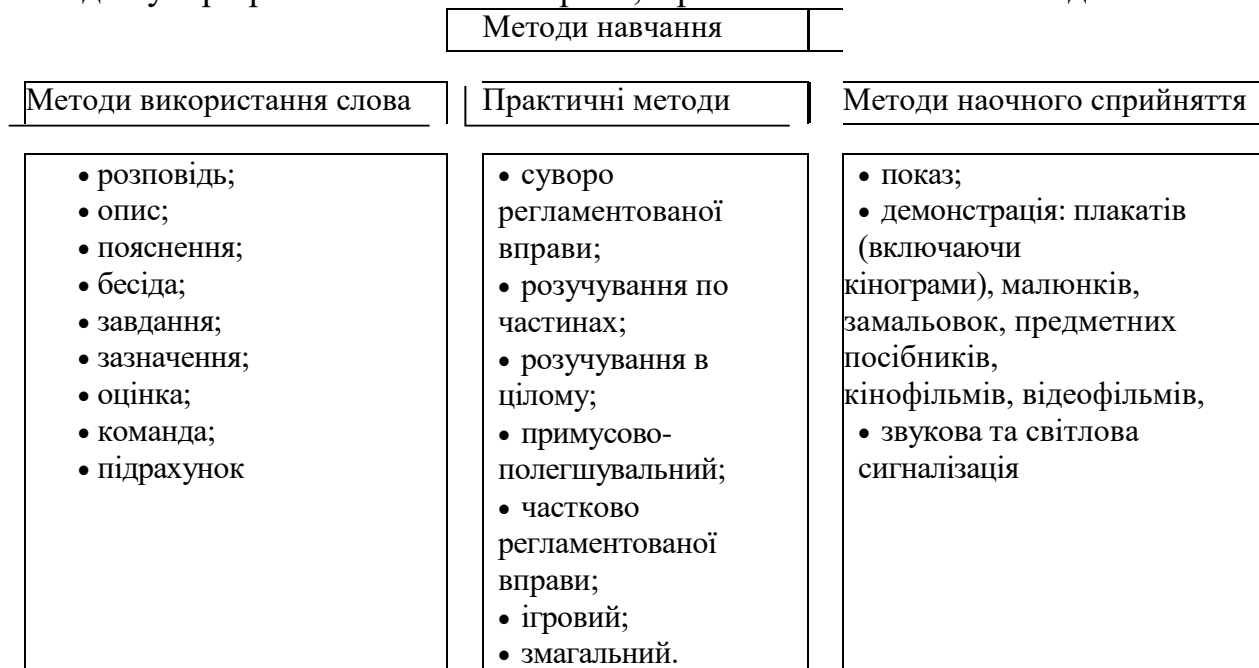 Методи навчання
Методи використання слова
Практичні методи
Методи наочного сприйняття
• розповідь;
• опис;
• пояснення;
• бесіда;
• завдання;
• зазначення;
• оцінка;
• команда;
• підрахунок
• суворо
регламентованої
вправи;
• розучування по
частинах;
• розучування в
цілому;
• примусово-
полегшувальний;
• частково
регламентованої
вправи;
• ігровий;
• змагальний.
• показ;
• демонстрація: плакатів
(включаючи
кінограми), малюнків,
замальовок, предметних
посібників,
кінофільмів, відеофільмів,
• звукова та світлова
сигналізація